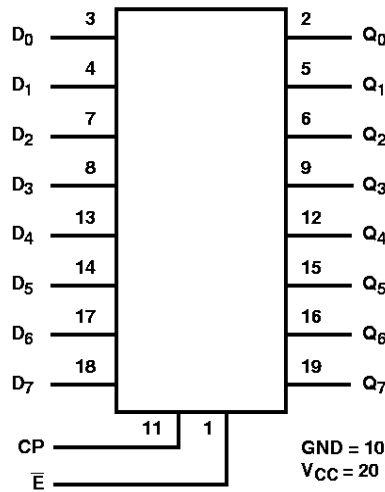 D0 3 2 Q0
D1 4 5 Q1
D2 7 6 Q2
D3 8 9 Q3
D4 13 12 Q4
D5 14 15 Q5
D6 17 16 Q6
D7 18 19 Q7
11 1
CP
E̅
GND = 10
VCC = 20